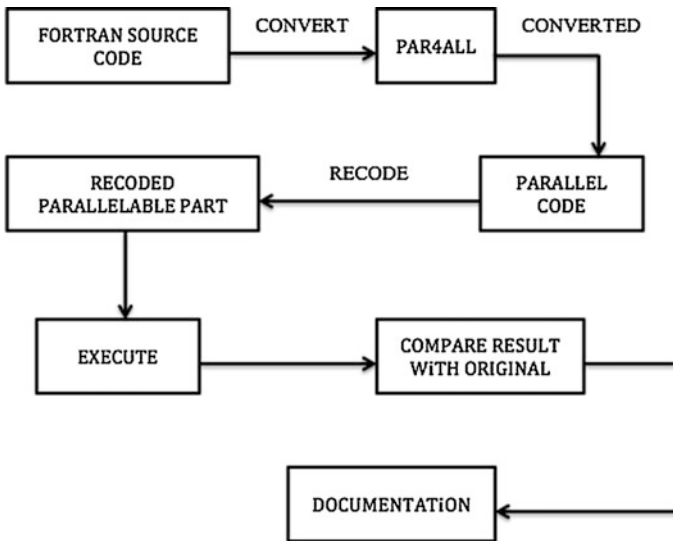 FORTRAN SOURCE
CODE
CONVERT
PAR4ALL
CONVERTED
RECODED
PARALLELABLE PART
RECODE
PARALLEL
CODE
EXECUTE
COMPARE RESULT
WiTH ORIGINAL
DOCUMENTATiON